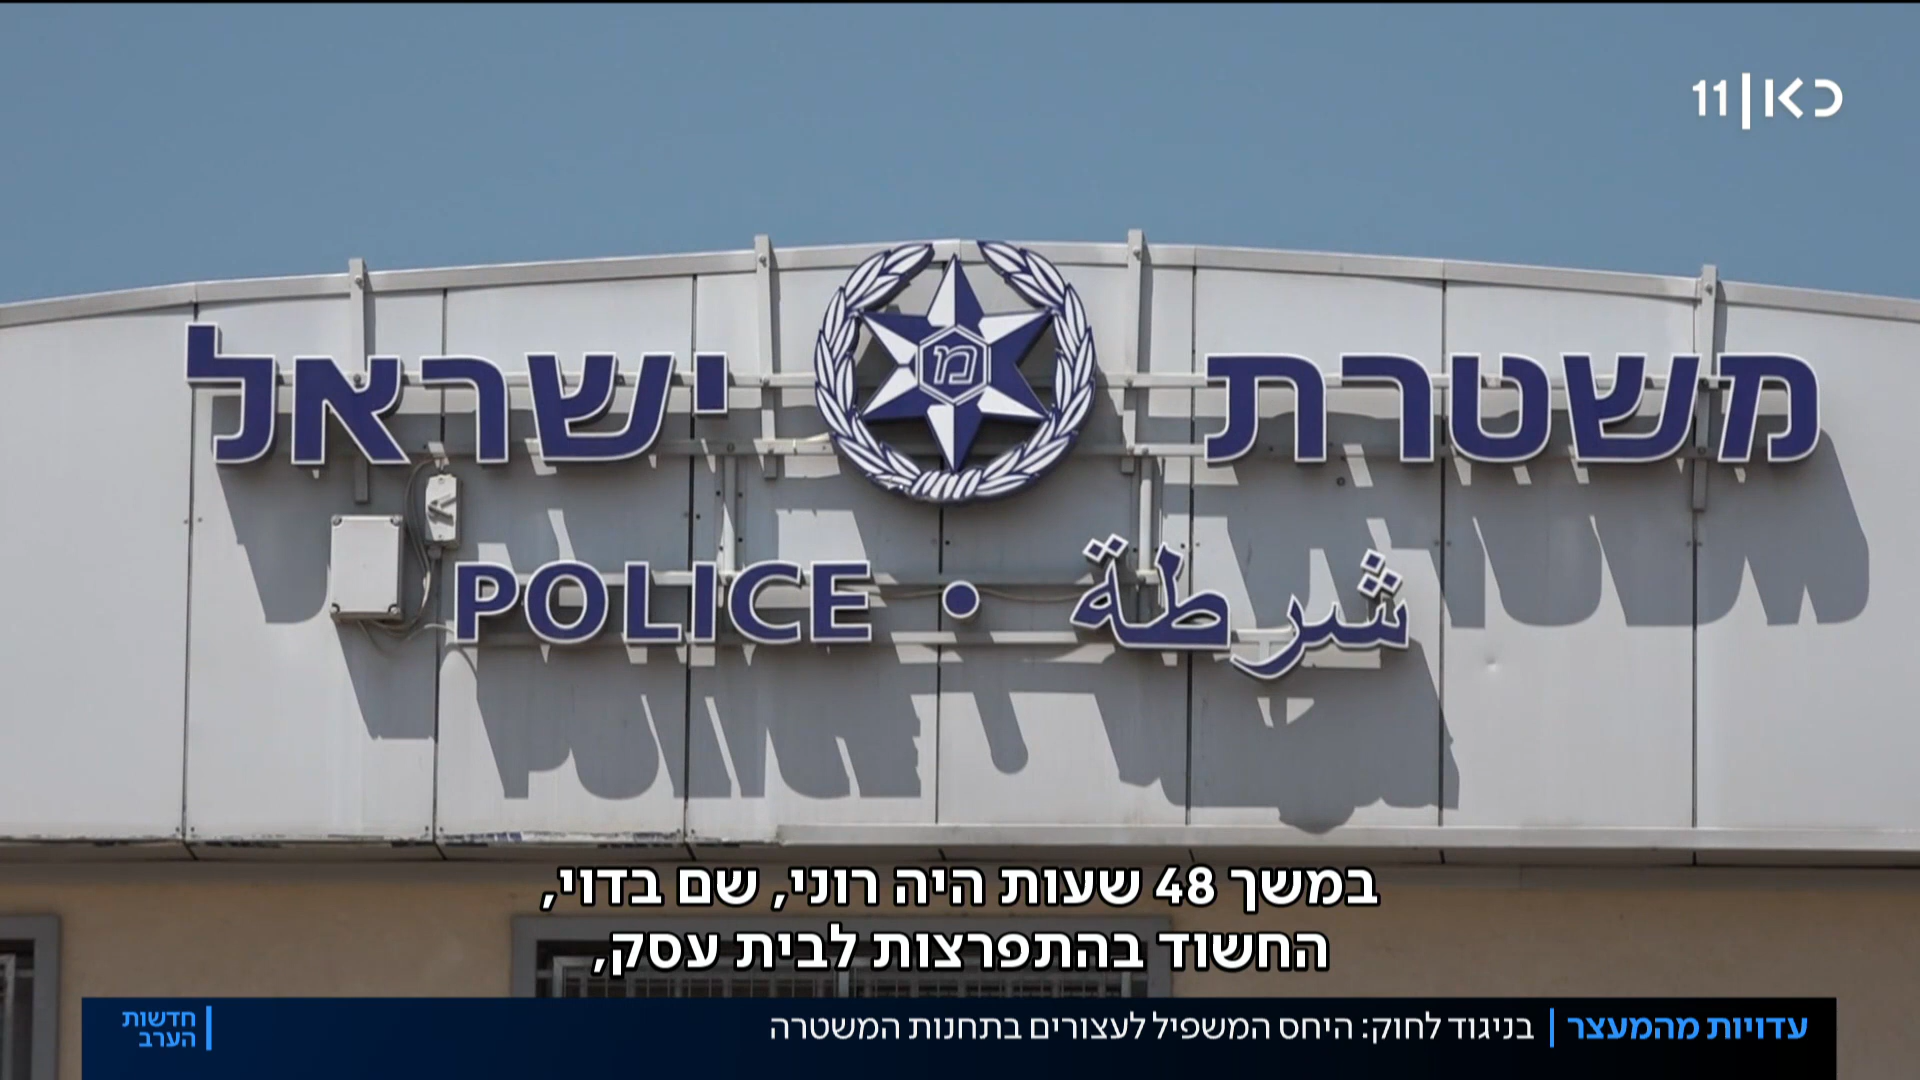 כאן 11
משטרת מ ישראל
POLICE • شرطة
במשך 48 שעות היה רוני, שם בדוי,
החשוד בהתפרצות לבית עסק,
עדויות מהמעצר | בניגוד לחוק: היחס המשפיל לעצורים בתחנות המשטרה
חדשות
הערב